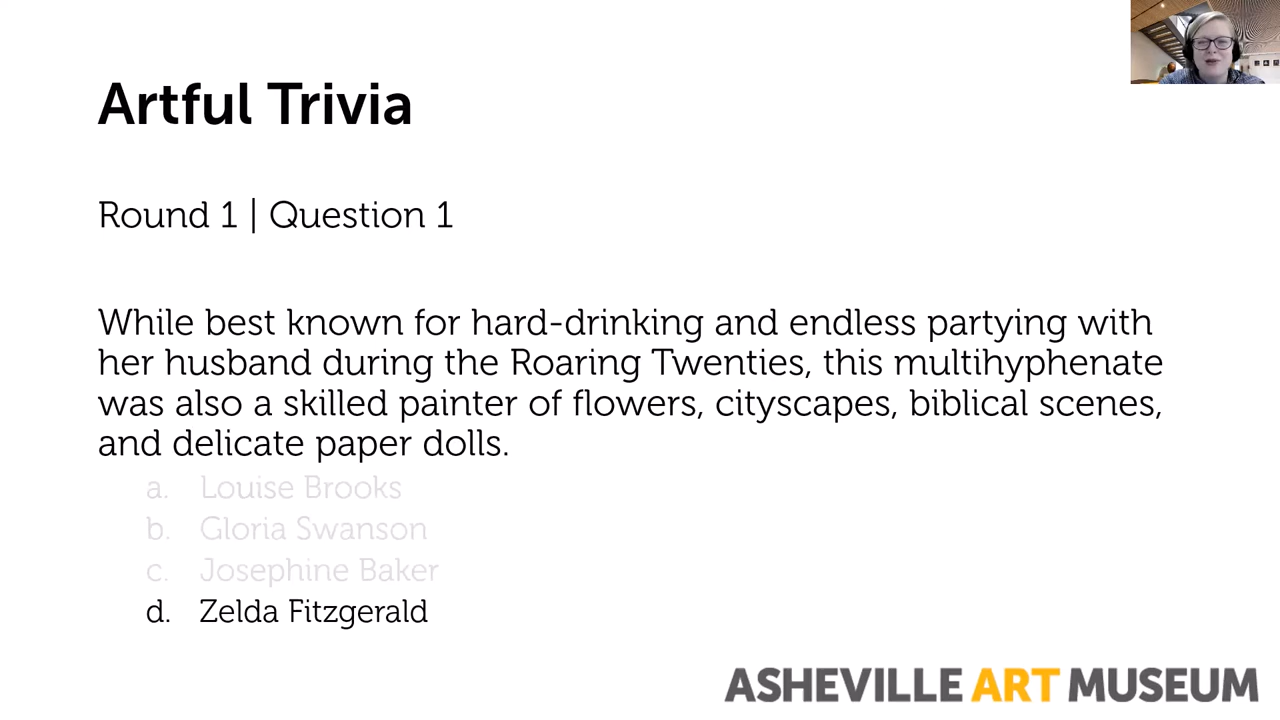 Artful Trivia
Round 1 | Question 1
While best known for hard-drinking and endless partying with
her husband during the Roaring Twenties, this multihyphenate
was also a skilled painter of flowers, cityscapes, biblical scenes,
and delicate paper dolls.
a. Louise Brooks
b. Gloria Swanson
c. Josephine Baker
d. Zelda Fitzgerald
ASHEVILLE ART MUSEUM